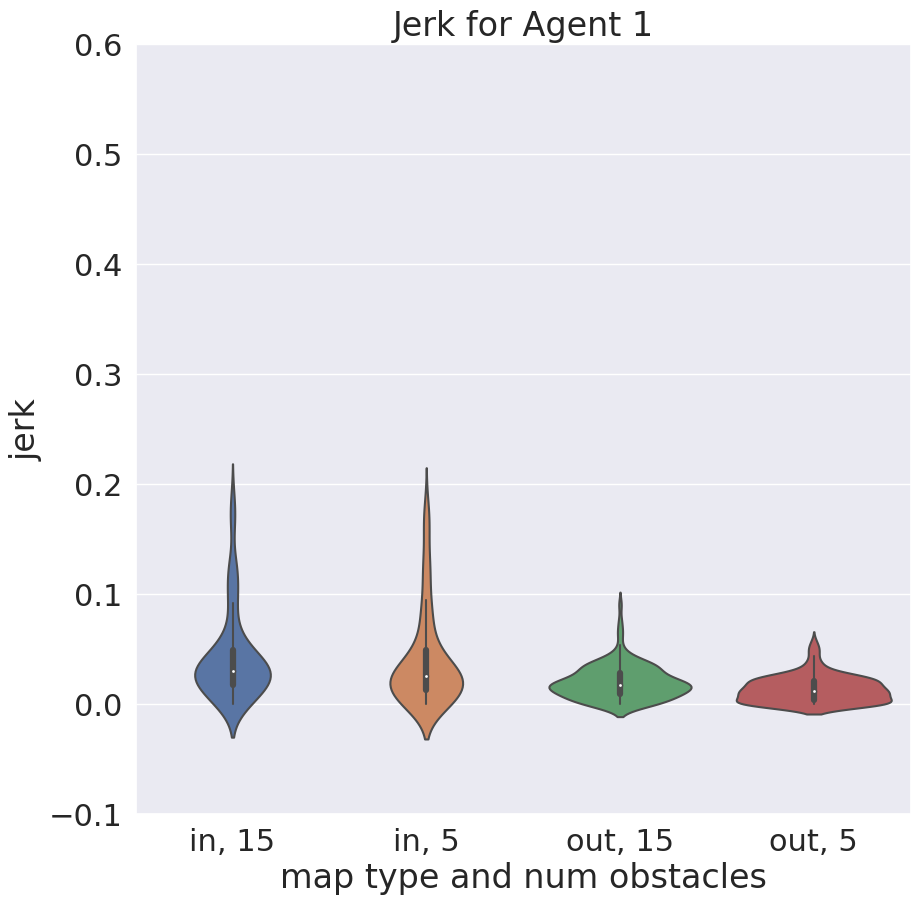 Jerk for Agent 1
0.6
0.5
0.4
0.3
0.2
0.1
0.0
−0.1
jerk
in, 15
in, 5
out, 15
out, 5
map type and num obstacles